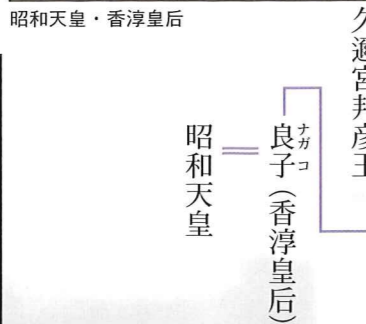 昭和天皇・香淳皇后
久邇宮邦彦王
ナガコ
良子(香淳皇后)
昭和天皇